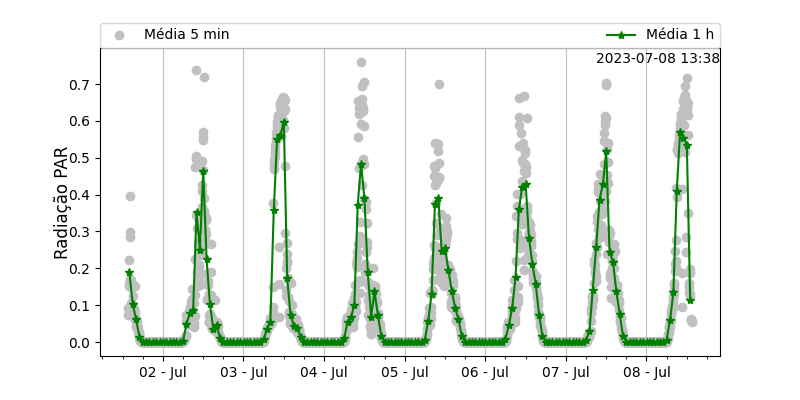 Média 5 min
Média 1 h
2023-07-08 13:38
Radiação PAR
0.7
0.6
0.5
0.4
0.3
0.2
0.1
0.0
02 - Jul
03 - Jul
04 - Jul
05 - Jul
06 - Jul
07 - Jul
08 - Jul